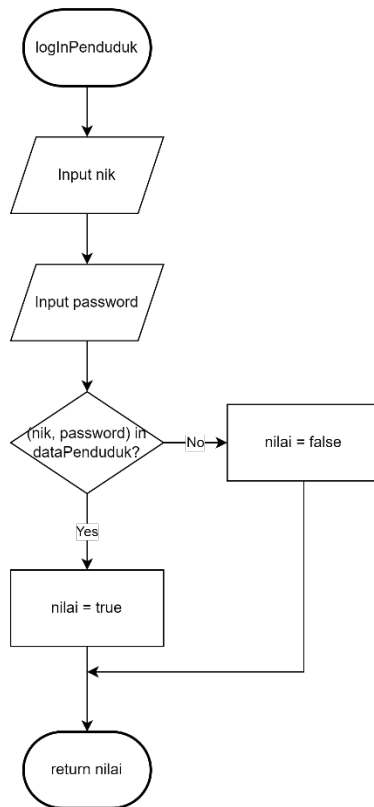 logInPenduduk
Input nik
Input password
(nik, password) in
dataPenduduk?
No
nilai = false
Yes
nilai = true
return nilai